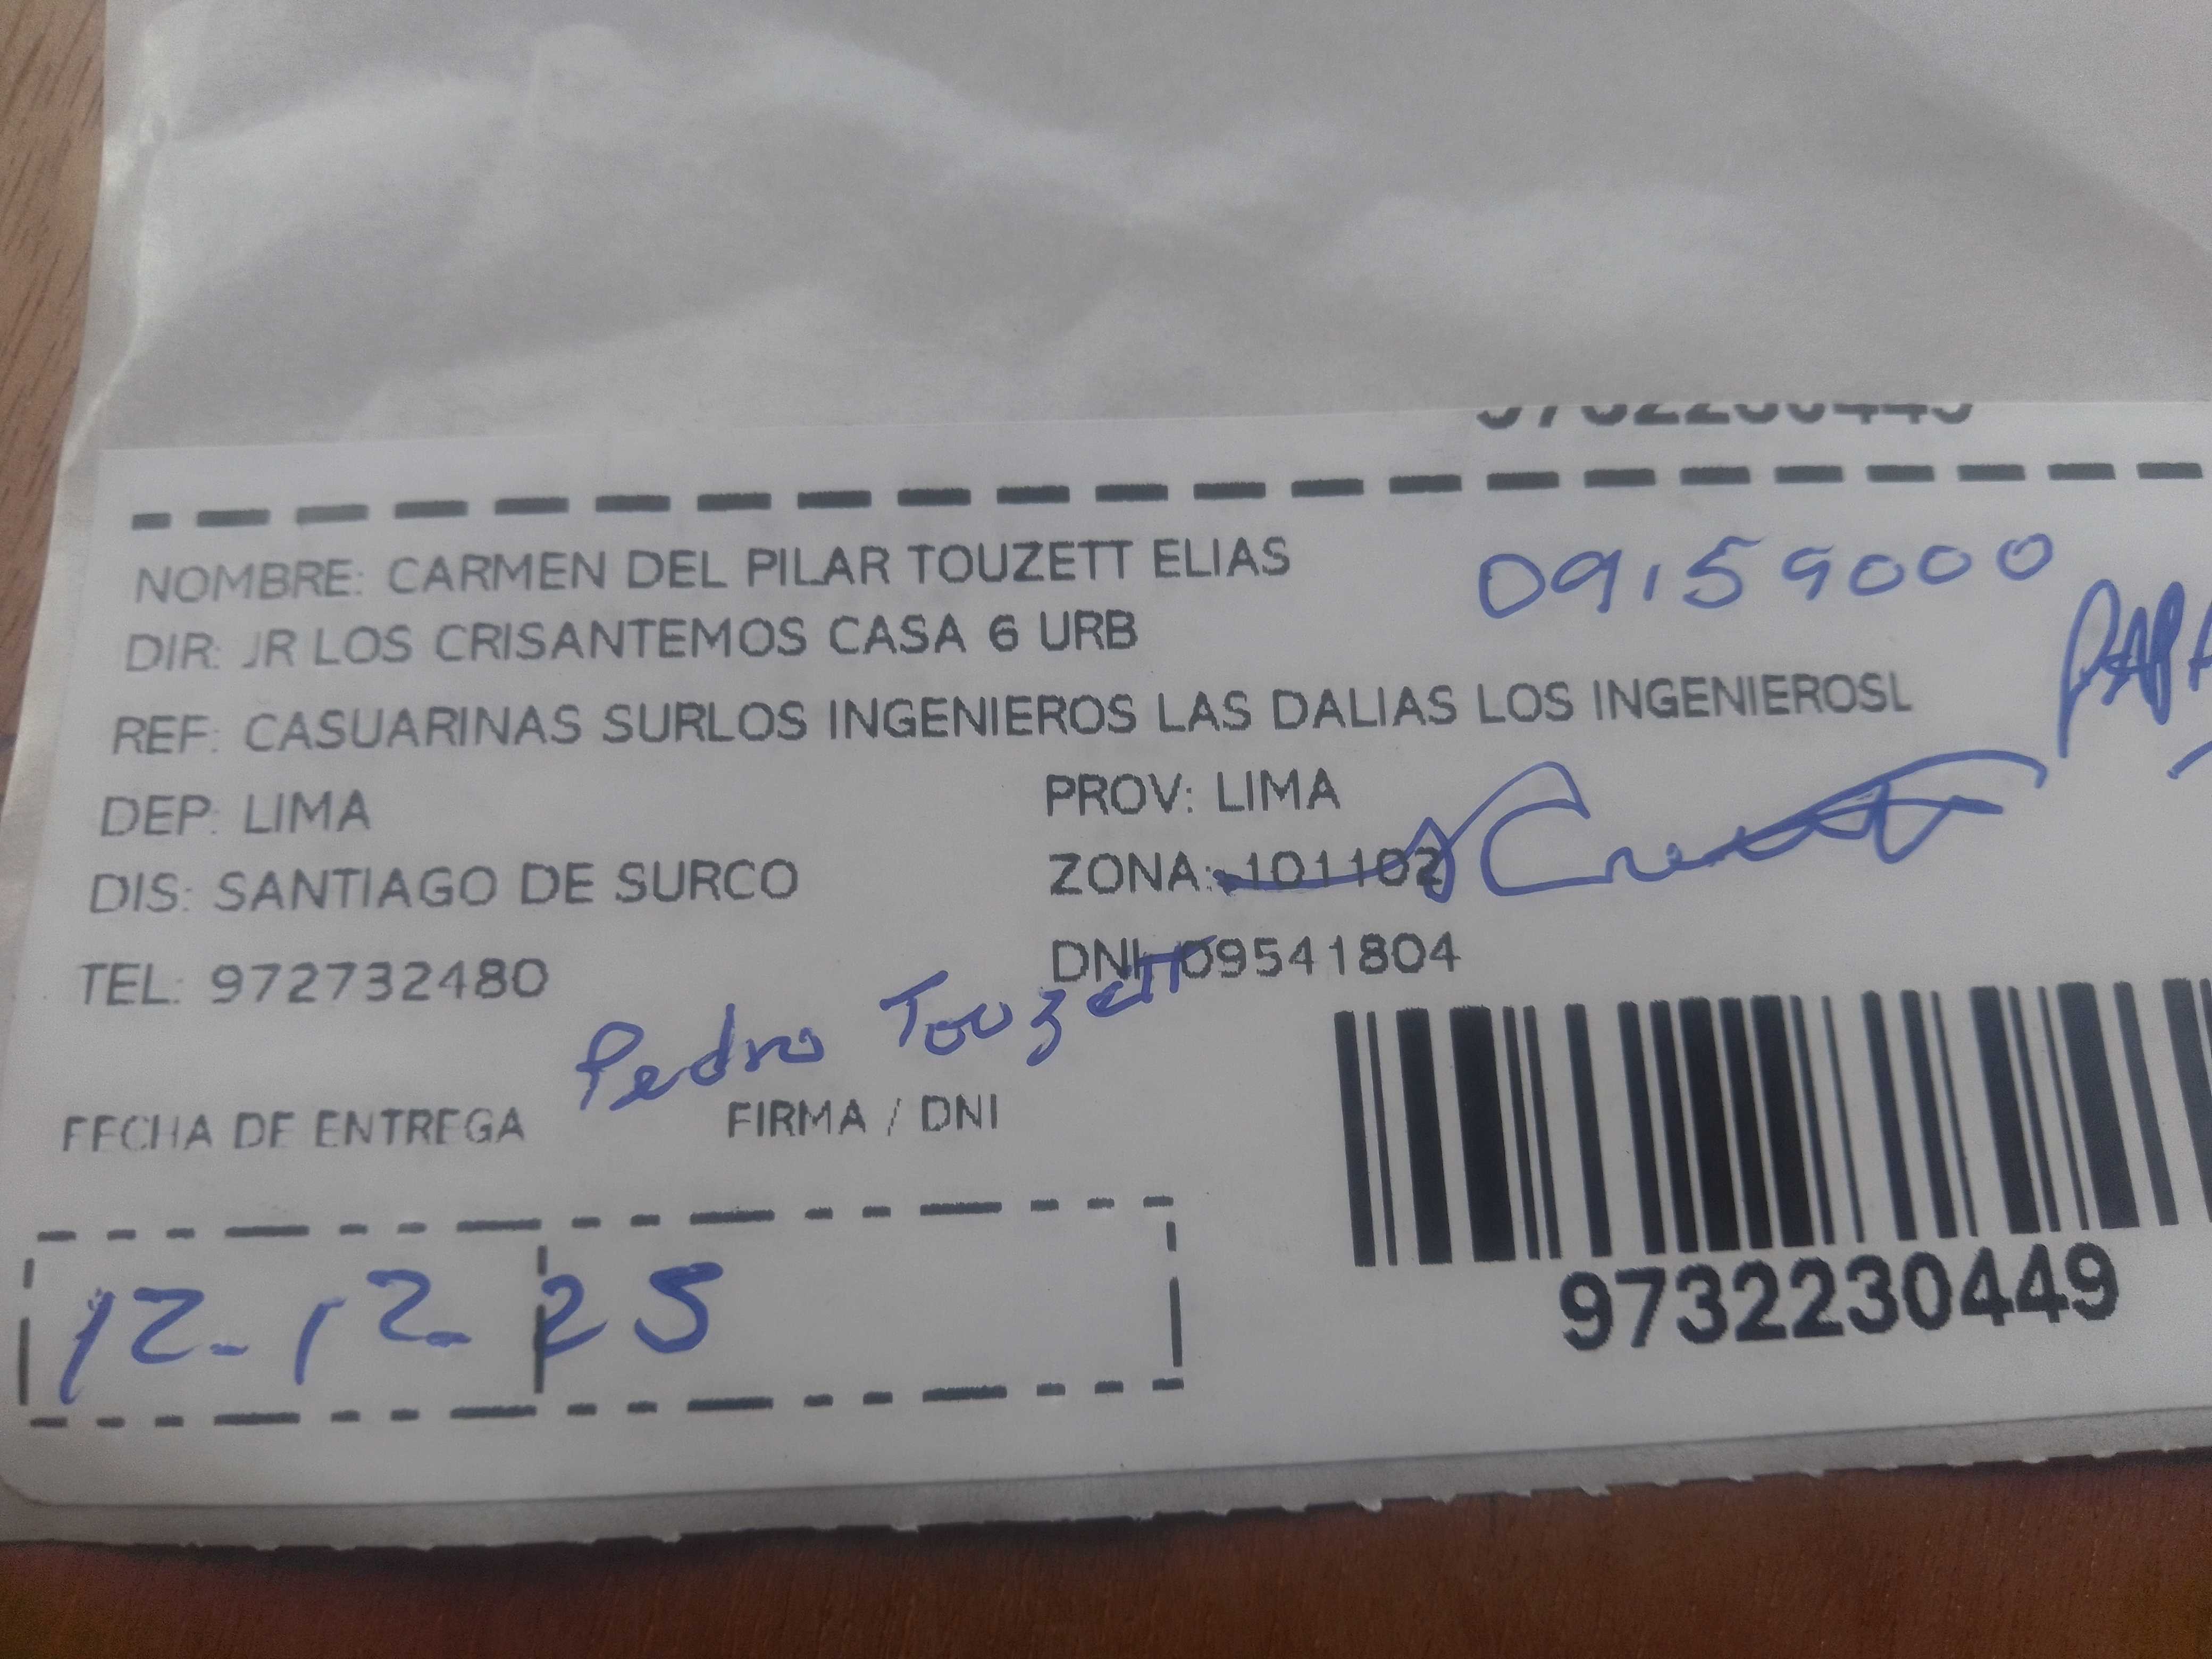 9732230449
NOMBRE: CARMEN DEL PILAR TOUZETT ELIAS
09159000
DIR: JR LOS CRISANTEMOS CASA 6 URB
PAPA
REF: CASUARINAS SURLOS INGENIEROS LAS DALIAS LOS INGENIEROSL
DEP: LIMA PROV: LIMA
DIS: SANTIAGO DE SURCO ZONA: 101102
TEL: 972732480 DNI: 09541804
Pedro Touzett
FECHA DE ENTREGA FIRMA / DNI
12-12-25
9732230449